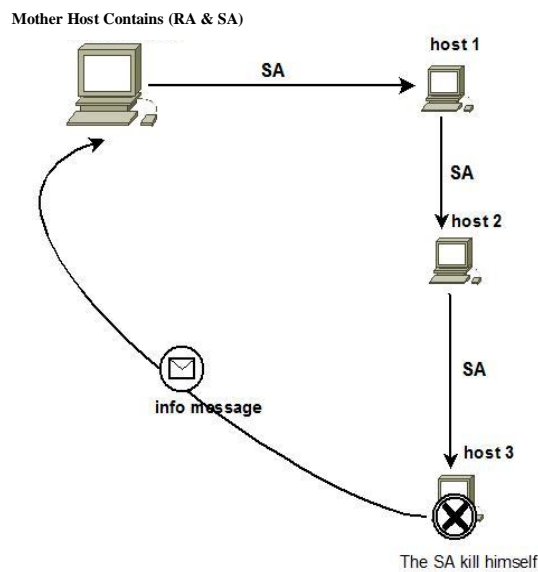 Mother Host Contains (RA & SA)
host 1
SA
SA
host 2
SA
info message
host 3
The SA kill himself